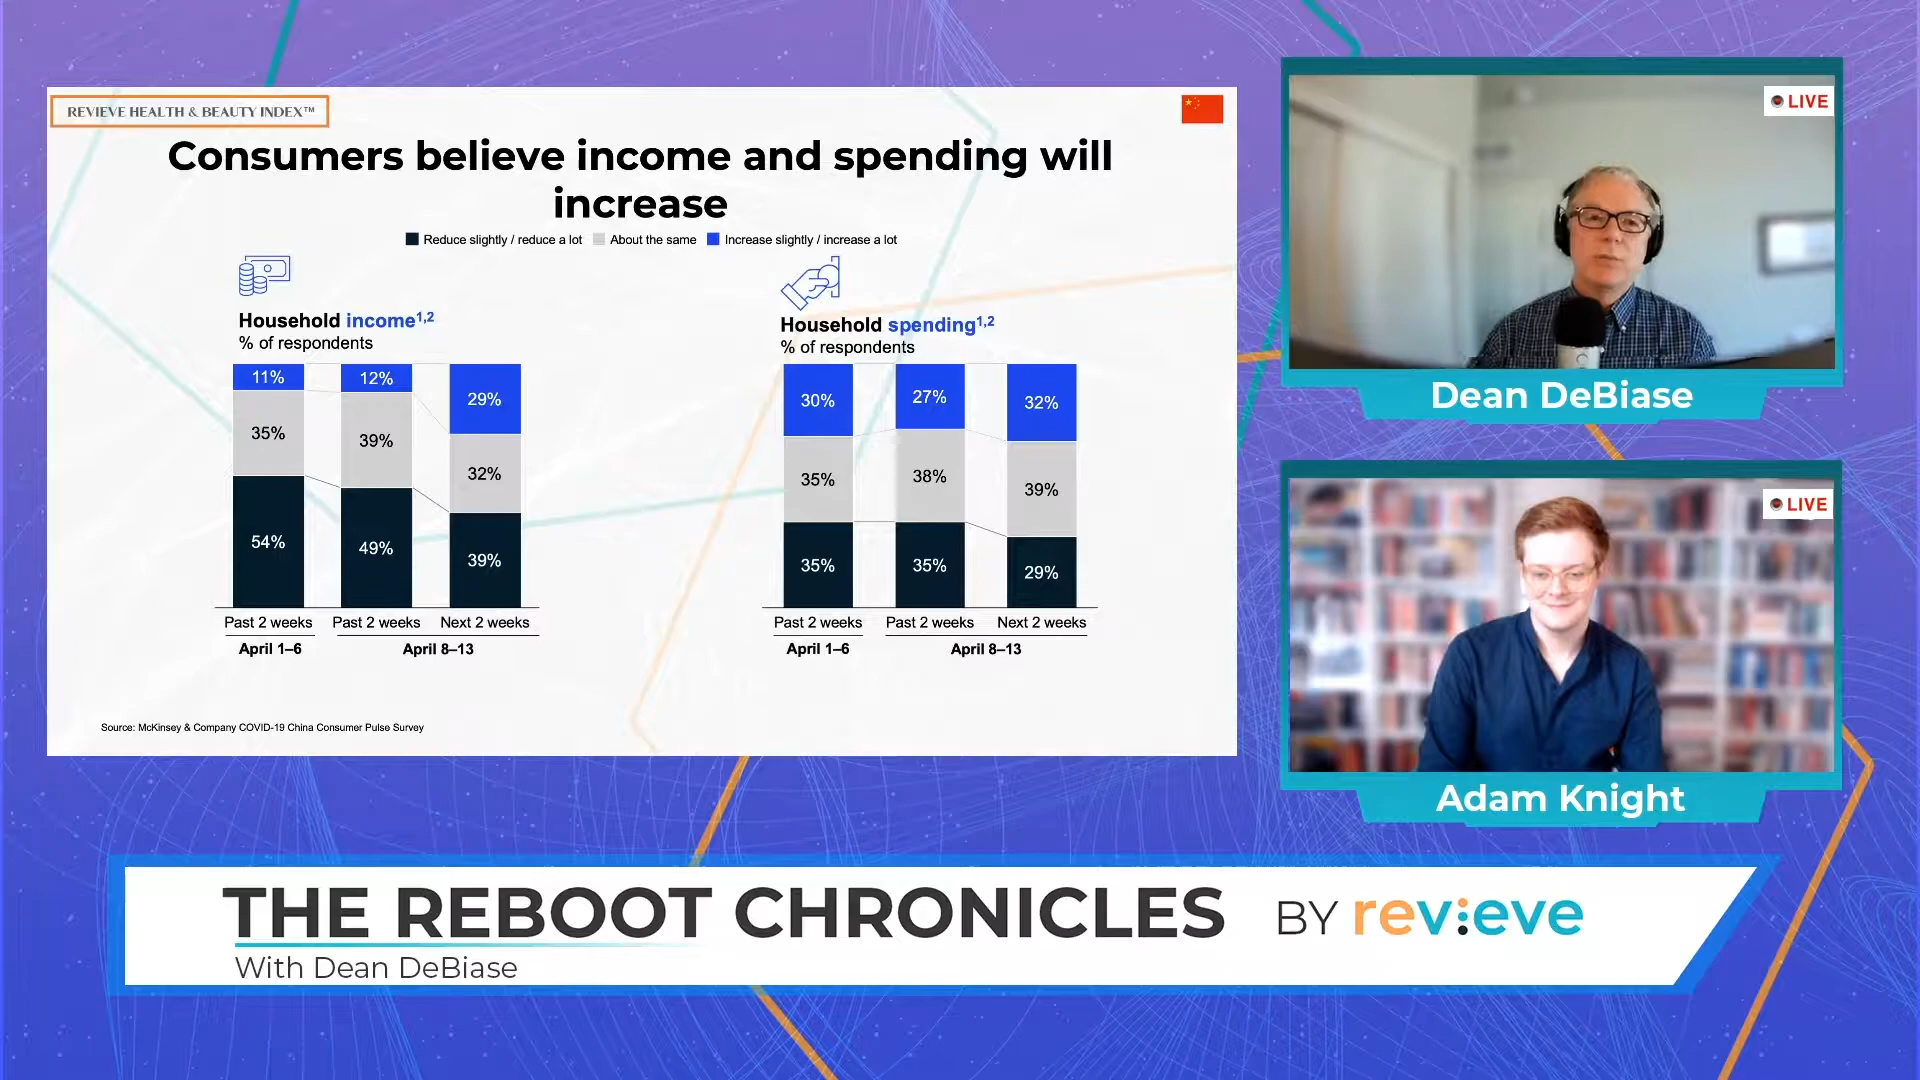 REVIEVE HEALTH & BEAUTY INDEX™
Consumers believe income and spending will
increase
Reduce slightly / reduce a lot About the same Increase slightly / increase a lot
Household income1,2
% of respondents
11% 12% 29%
35% 39% 32%
54% 49% 39%
Past 2 weeks Past 2 weeks Next 2 weeks
April 1–6 April 8–13
Household spending1,2
% of respondents
30% 27% 32%
35% 38% 39%
35% 35% 29%
Past 2 weeks Past 2 weeks Next 2 weeks
April 1–6 April 8–13
Source: McKinsey & Company COVID-19 China Consumer Pulse Survey
LIVE
Dean DeBiase
LIVE
Adam Knight
THE REBOOT CHRONICLES BY revieve
With Dean DeBiase